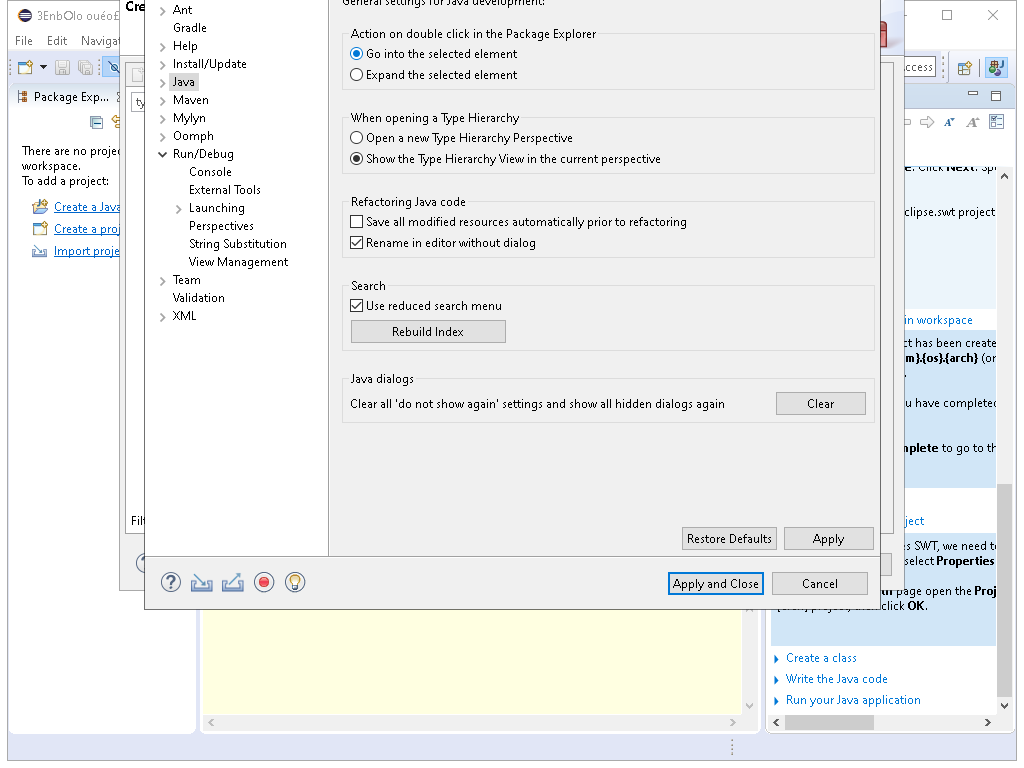 3EnbOlo ouéof
Cre
File Edit Navigat
Package Exp...
There are no proje
workspace.
To add a project:
Create a Java
Create a proj
Import proje
ty
Filt
Ant
Gradle
Help
Install/Update
Java
Maven
Mylyn
Oomph
Run/Debug
Console
External Tools
Launching
Perspectives
String Substitution
View Management
Team
Validation
XML
General settings for Java development:
Action on double click in the Package Explorer
Go into the selected element
Expand the selected element
When opening a Type Hierarchy
Open a new Type Hierarchy Perspective
Show the Type Hierarchy View in the current perspective
Refactoring Java code
Save all modified resources automatically prior to refactoring
Rename in editor without dialog
Search
Use reduced search menu
Rebuild Index
Java dialogs
Clear all 'do not show again' settings and show all hidden dialogs again
Clear
Restore Defaults
Apply
Apply and Close
Cancel
ccess
e. Click Next. Sp
clipse.swt project
in workspace
ct has been create
m}.{os}.{arch} (or
u have completed
mplete to go to th
ject
es SWT, we need to
select Properties
page open the Proj
project, then click OK.
Create a class
Write the Java code
Run your Java application